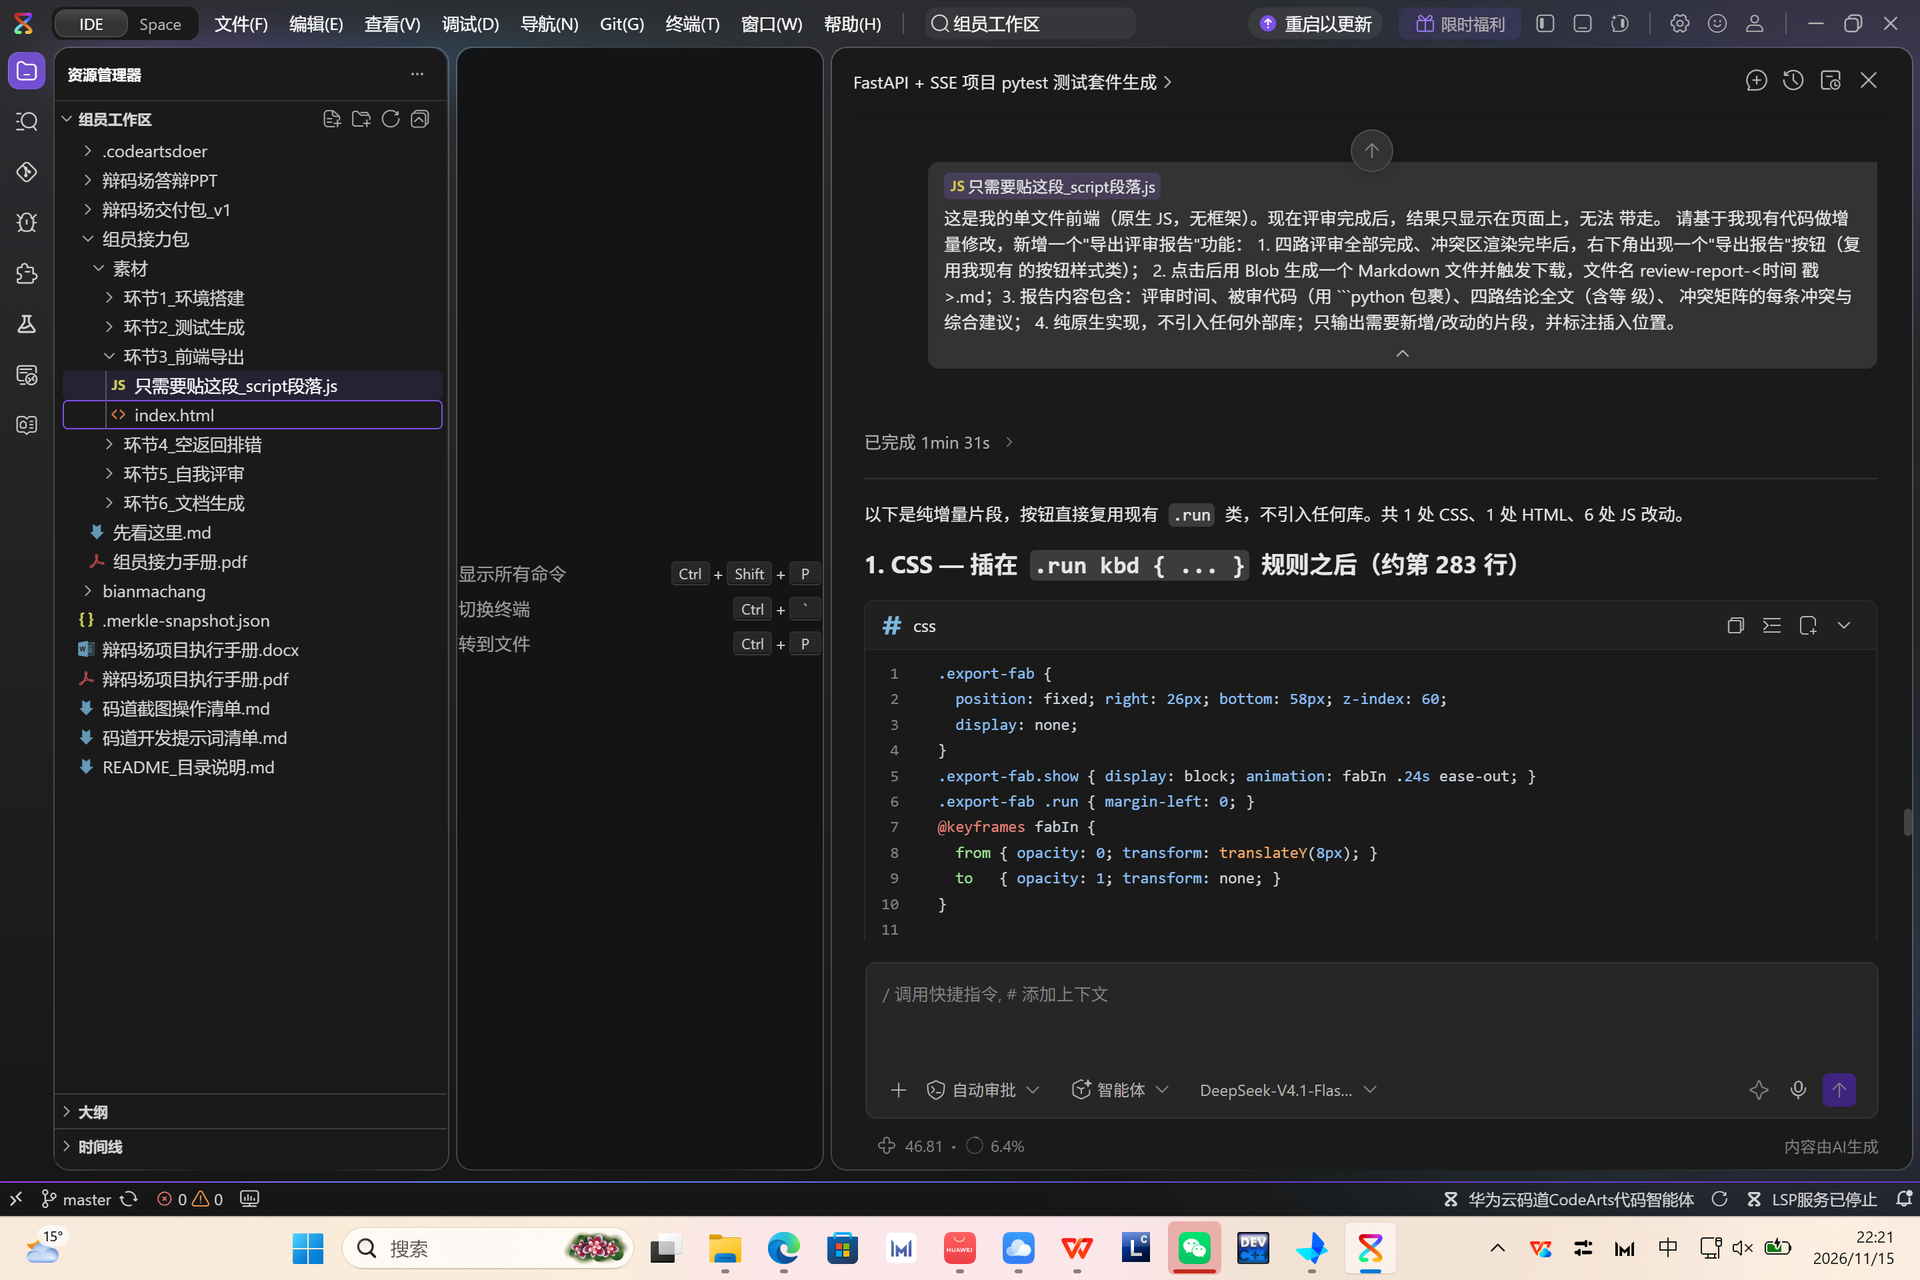 IDE
Space
文件(F)
编辑(E)
查看(V)
调试(D)
导航(N)
Git(G)
终端(T)
窗口(W)
帮助(H)
组员工作区
重启以更新
限时福利
资源管理器
组员工作区
.codeartsdoer
辩码场答辩PPT
辩码场交付包_v1
组员接力包
素材
环节1_环境搭建
环节2_测试生成
环节3_前端导出
JS 只需要贴这段_script段落.js
<> index.html
环节4_空返回排错
环节5_自我评审
环节6_文档生成
先看这里.md
组员接力手册.pdf
bianmachang
{} .merkle-snapshot.json
辩码场项目执行手册.docx
辩码场项目执行手册.pdf
码道截图操作清单.md
码道开发提示词清单.md
README_目录说明.md
大纲
时间线
显示所有命令 Ctrl + Shift + P
切换终端 Ctrl + `
转到文件 Ctrl + P
FastAPI + SSE 项目 pytest 测试套件生成
JS 只需要贴这段_script段落.js
这是我的单文件前端（原生 JS，无框架）。现在评审完成后，结果只显示在页面上，无法 带走。 请基于我现有代码做增
量修改，新增一个"导出评审报告"功能： 1. 四路评审全部完成、冲突区渲染完毕后，右下角出现一个"导出报告"按钮（复
用我现有 的按钮样式类）； 2. 点击后用 Blob 生成一个 Markdown 文件并触发下载，文件名 review-report-<时间 戳
>.md；3. 报告内容包含：评审时间、被审代码（用 ```python 包裹）、四路结论全文（含等 级）、 冲突矩阵的每条冲突与
综合建议； 4. 纯原生实现，不引入任何外部库；只输出需要新增/改动的片段，并标注插入位置。
已完成 1min 31s
以下是纯增量片段，按钮直接复用现有 .run 类，不引入任何库。共 1 处 CSS、1 处 HTML、6 处 JS 改动。
1. CSS — 插在 .run kbd { ... } 规则之后（约第 283 行）
# css
1 .export-fab {
2 position: fixed; right: 26px; bottom: 58px; z-index: 60;
3 display: none;
4 }
5 .export-fab.show { display: block; animation: fabIn .24s ease-out; }
6 .export-fab .run { margin-left: 0; }
7 @keyframes fabIn {
8 from { opacity: 0; transform: translateY(8px); }
9 to { opacity: 1; transform: none; }
10 }
11
/ 调用快捷指令, # 添加上下文
自动审批
智能体
DeepSeek-V4.1-Flas...
46.81 · 6.4%
内容由AI生成
master
0
0
华为云码道CodeArts代码智能体
LSP服务已停止
15°
搜索
HUAWEI
L C
DEV C++
中
22:21
2026/11/15